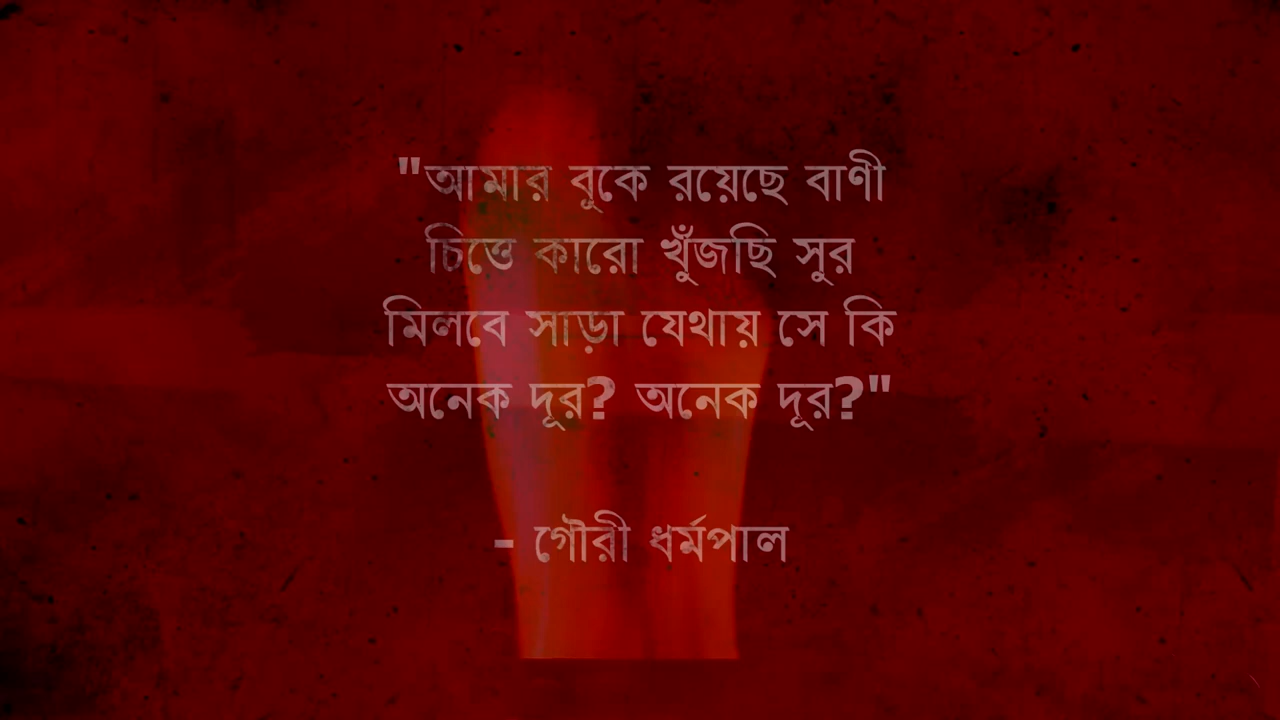 "আমার বুকে রয়েছে বাণী
চিত্তে কারো খুঁজছি সুর
মিলবে সাড়া যেথায় সে কি
অনেক দূর? অনেক দূর?"
- গৌরী ধর্মপাল